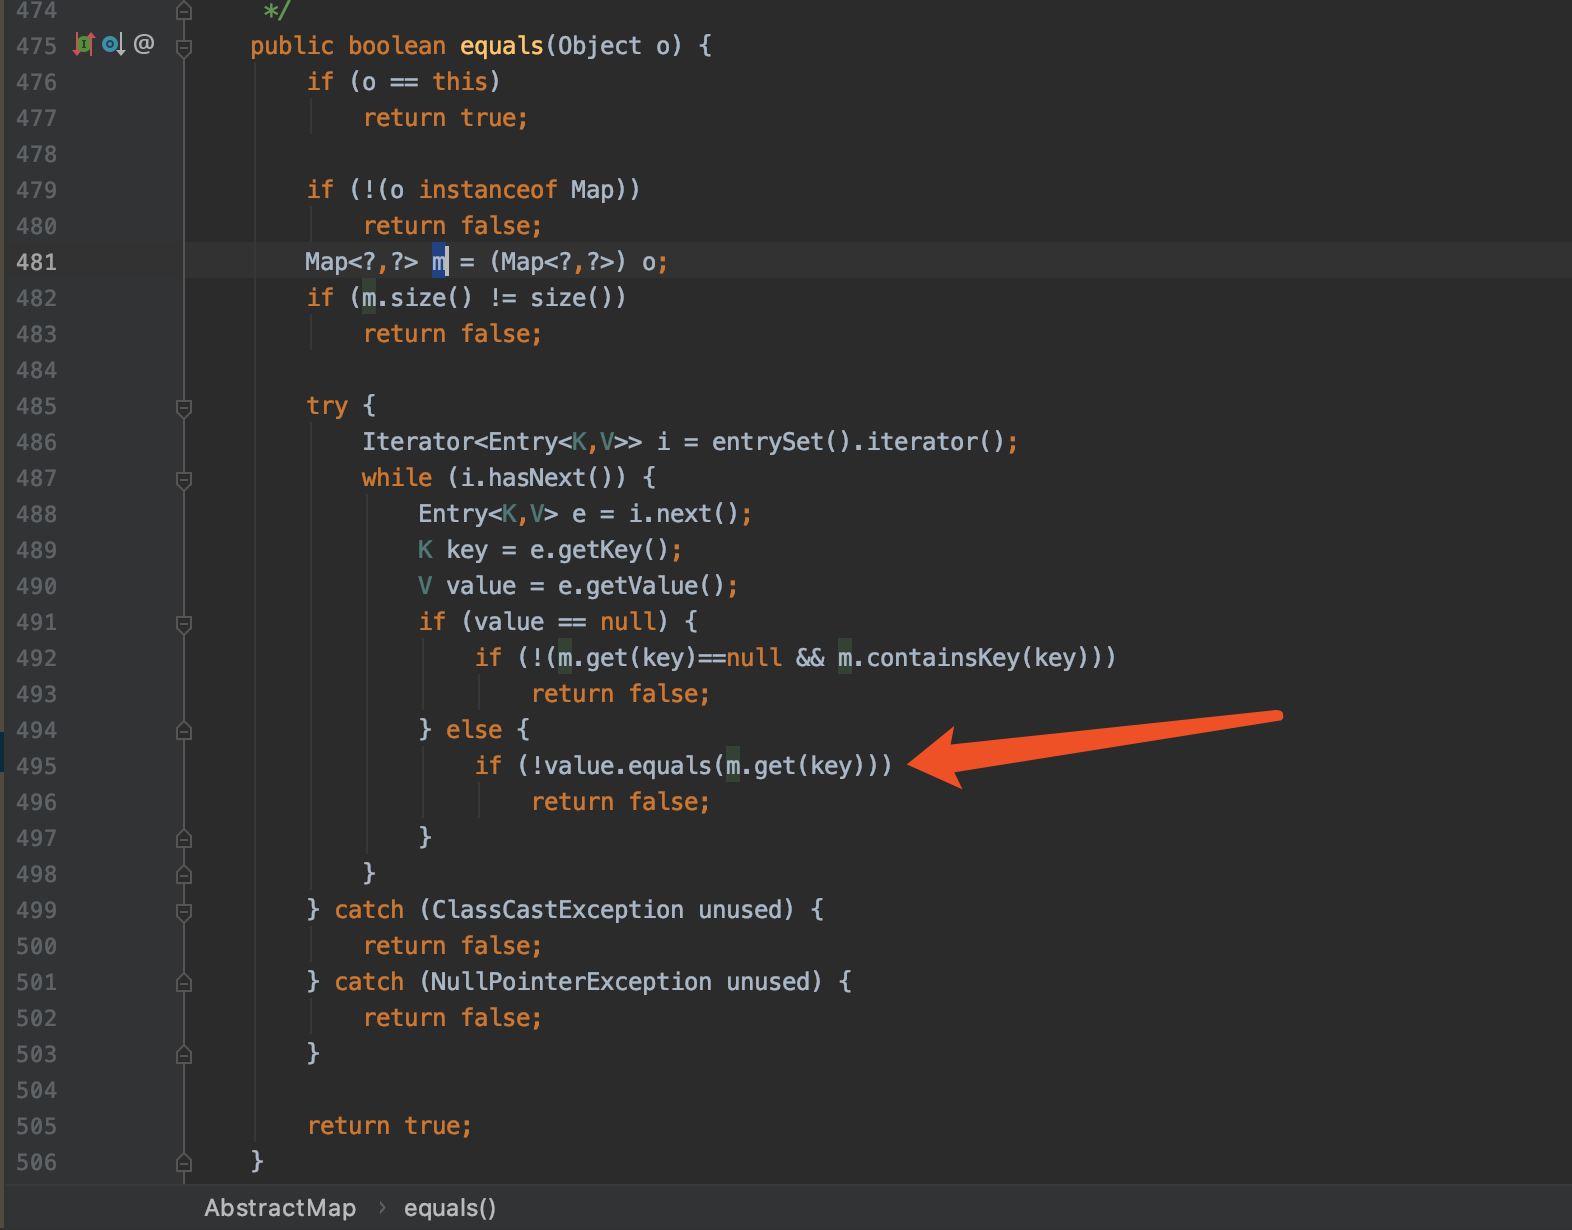 474 */
475 @ public boolean equals(Object o) {
476 if (o == this)
477 return true;
478
479 if (!(o instanceof Map))
480 return false;
481 Map<?,?> m = (Map<?,?>) o;
482 if (m.size() != size())
483 return false;
484
485 try {
486 Iterator<Entry<K,V>> i = entrySet().iterator();
487 while (i.hasNext()) {
488 Entry<K,V> e = i.next();
489 K key = e.getKey();
490 V value = e.getValue();
491 if (value == null) {
492 if (!(m.get(key)==null && m.containsKey(key)))
493 return false;
494 } else {
495 if (!value.equals(m.get(key)))
496 return false;
497 }
498 }
499 } catch (ClassCastException unused) {
500 return false;
501 } catch (NullPointerException unused) {
502 return false;
503 }
504
505 return true;
506 }
AbstractMap › equals()